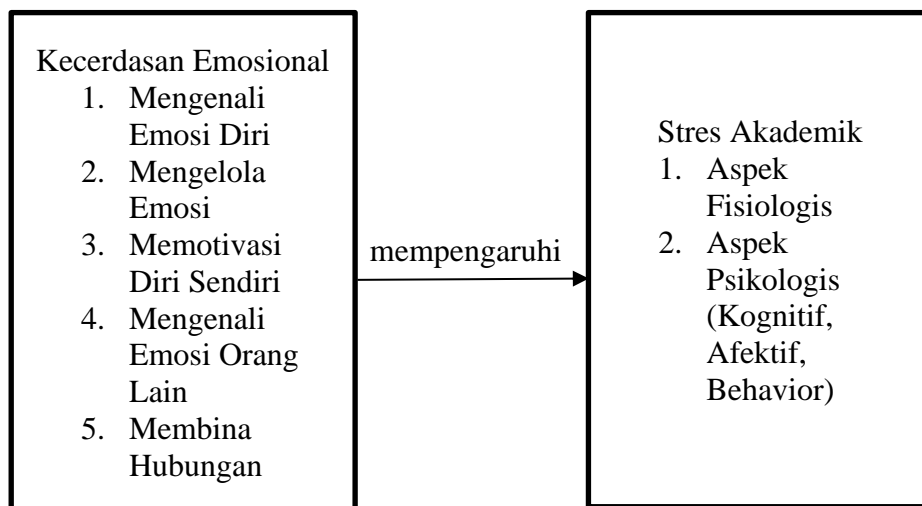 Kecerdasan Emosional
1. Mengenali
Emosi Diri
2. Mengelola
Emosi
3. Memotivasi
Diri Sendiri
4. Mengenali
Emosi Orang
Lain
5. Membina
Hubungan
mempengaruhi
Stres Akademik
1. Aspek
Fisiologis
2. Aspek
Psikologis
(Kognitif,
Afektif,
Behavior)